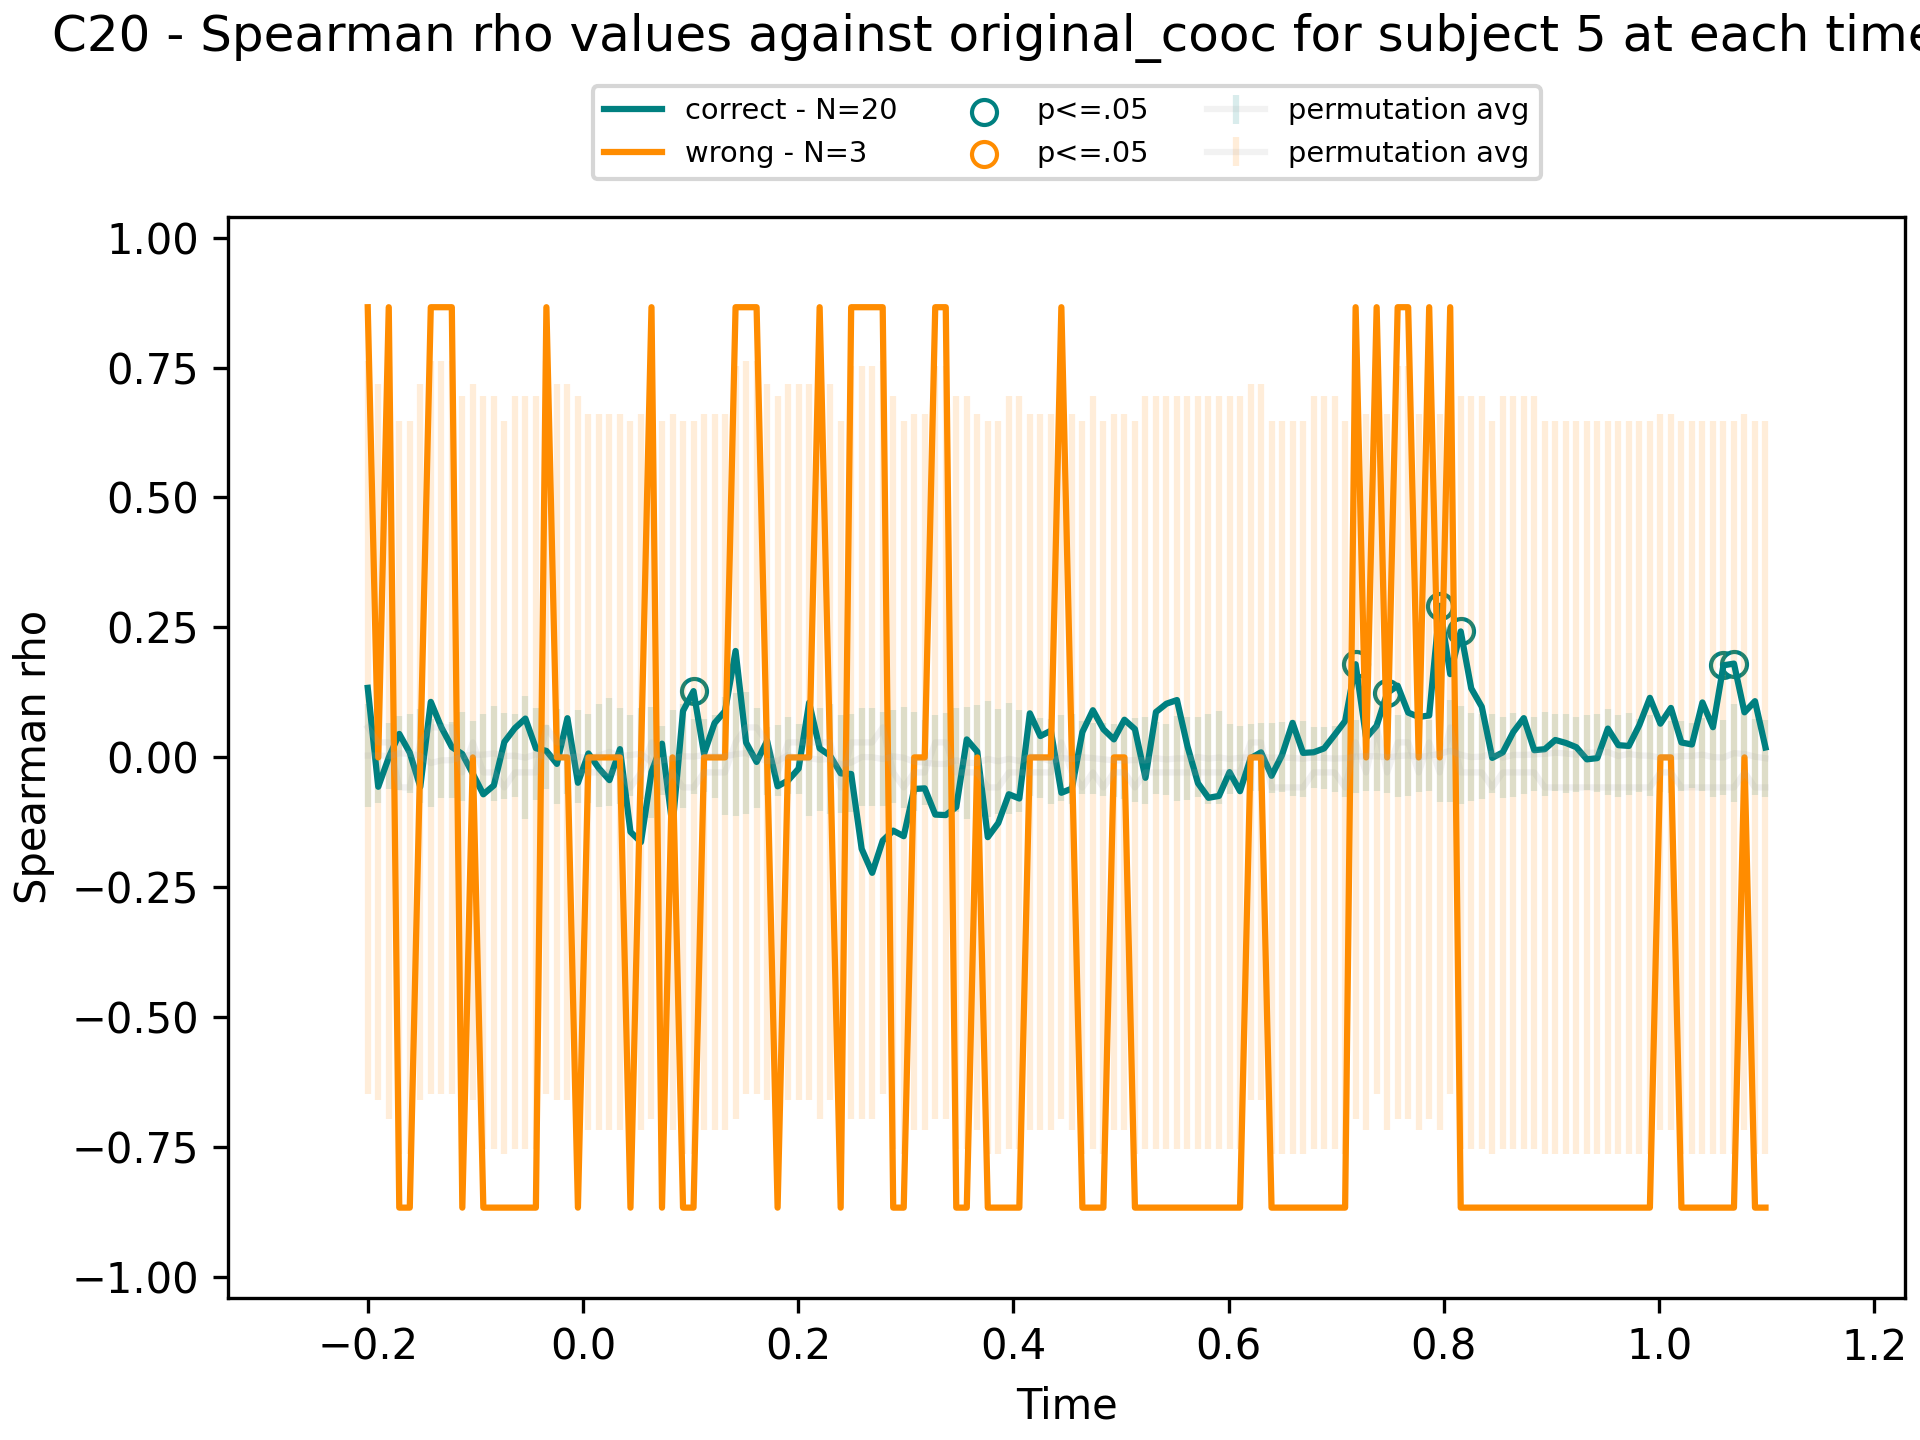 C20 - Spearman rho values against original_cooc for subject 5 at each time
correct - N=20
wrong - N=3
p<=.05
p<=.05
permutation avg
permutation avg
1.00
0.75
0.50
0.25
0.00
−0.25
−0.50
−0.75
−1.00
Spearman rho
−0.2 0.0 0.2 0.4 0.6 0.8 1.0 1.2
Time